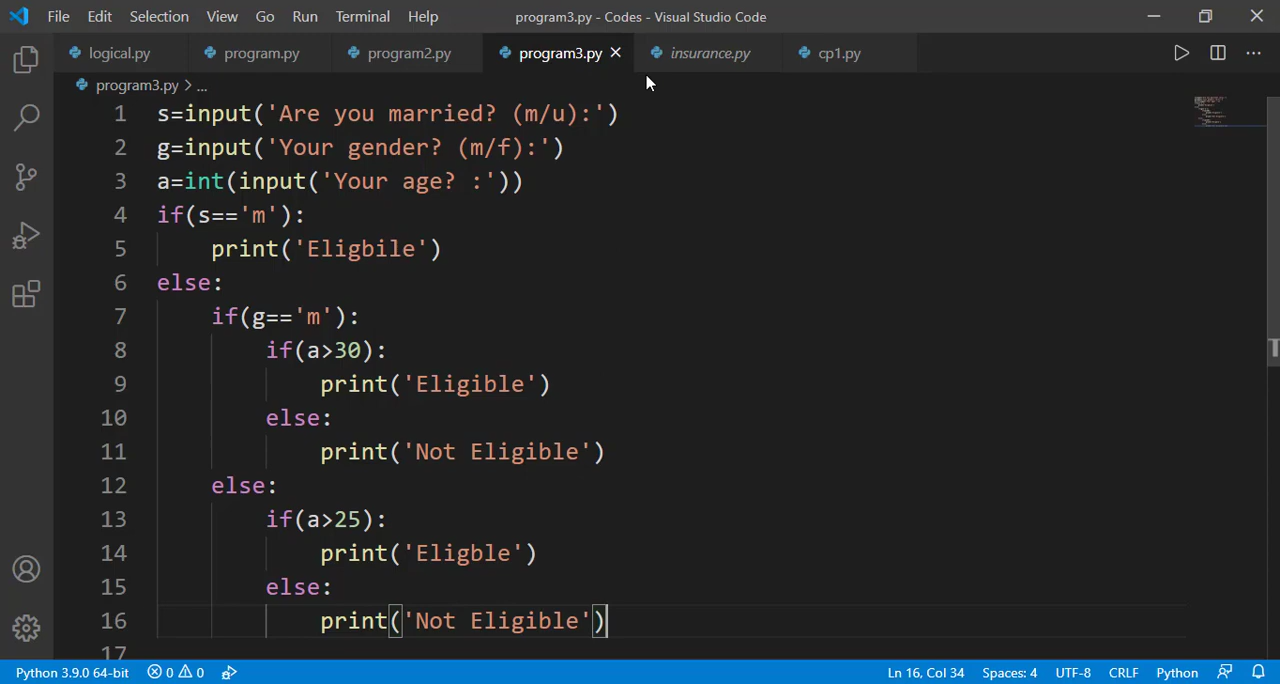 File Edit Selection View Go Run Terminal Help program3.py - Codes - Visual Studio Code
logical.py program.py program2.py program3.py insurance.py cp1.py
program3.py > ...
1 s=input('Are you married? (m/u):')
2 g=input('Your gender? (m/f):')
3 a=int(input('Your age? :'))
4 if(s=='m'):
5     print('Eligbile')
6 else:
7     if(g=='m'):
8         if(a>30):
9             print('Eligible')
10         else:
11             print('Not Eligible')
12     else:
13         if(a>25):
14             print('Eligble')
15         else:
16             print('Not Eligible')
17
Python 3.9.0 64-bit 0 0 Ln 16, Col 34 Spaces: 4 UTF-8 CRLF Python